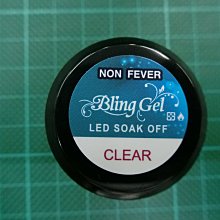 NON FEVER
Bling Gel
LED SOAK OFF
CLEAR